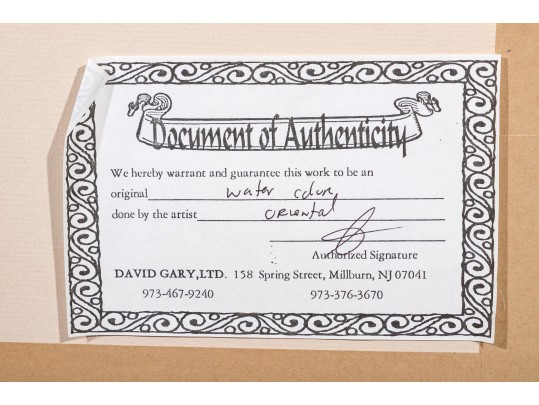 Document of Authenticity
We hereby warrant and guarantee this work to be an
original water color
done by the artist oriental
Authorized Signature
DAVID GARY,LTD. 158 Spring Street, Millburn, NJ 07041
973-467-9240 973-376-3670